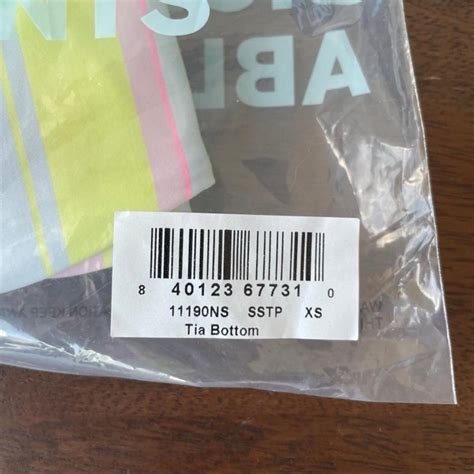 ABL
8 40123 67731 0
11190NS SSTP XS
Tia Bottom